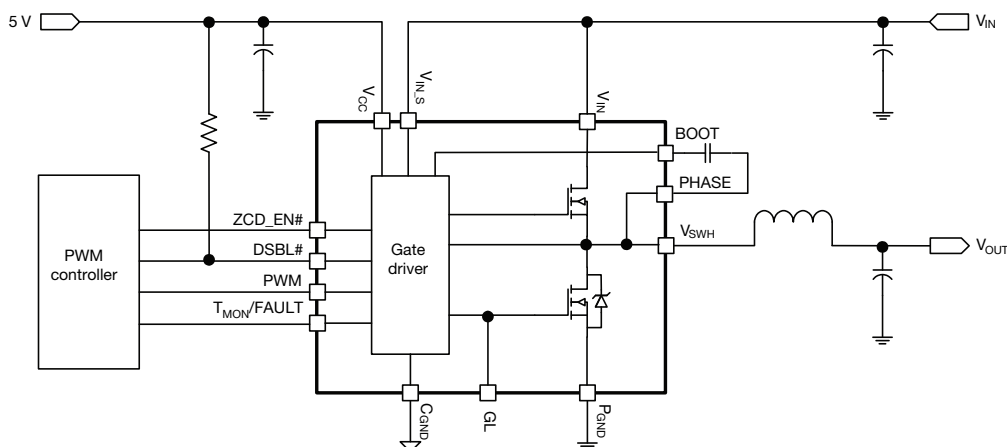 5 V
V_IN
V_CC
V_IN_S
V_IN
BOOT
PHASE
ZCD_EN#
V_SWH
PWM
controller
DSBL#
Gate
driver
V_OUT
PWM
T_MON/FAULT
C_GND
GL
P_GND